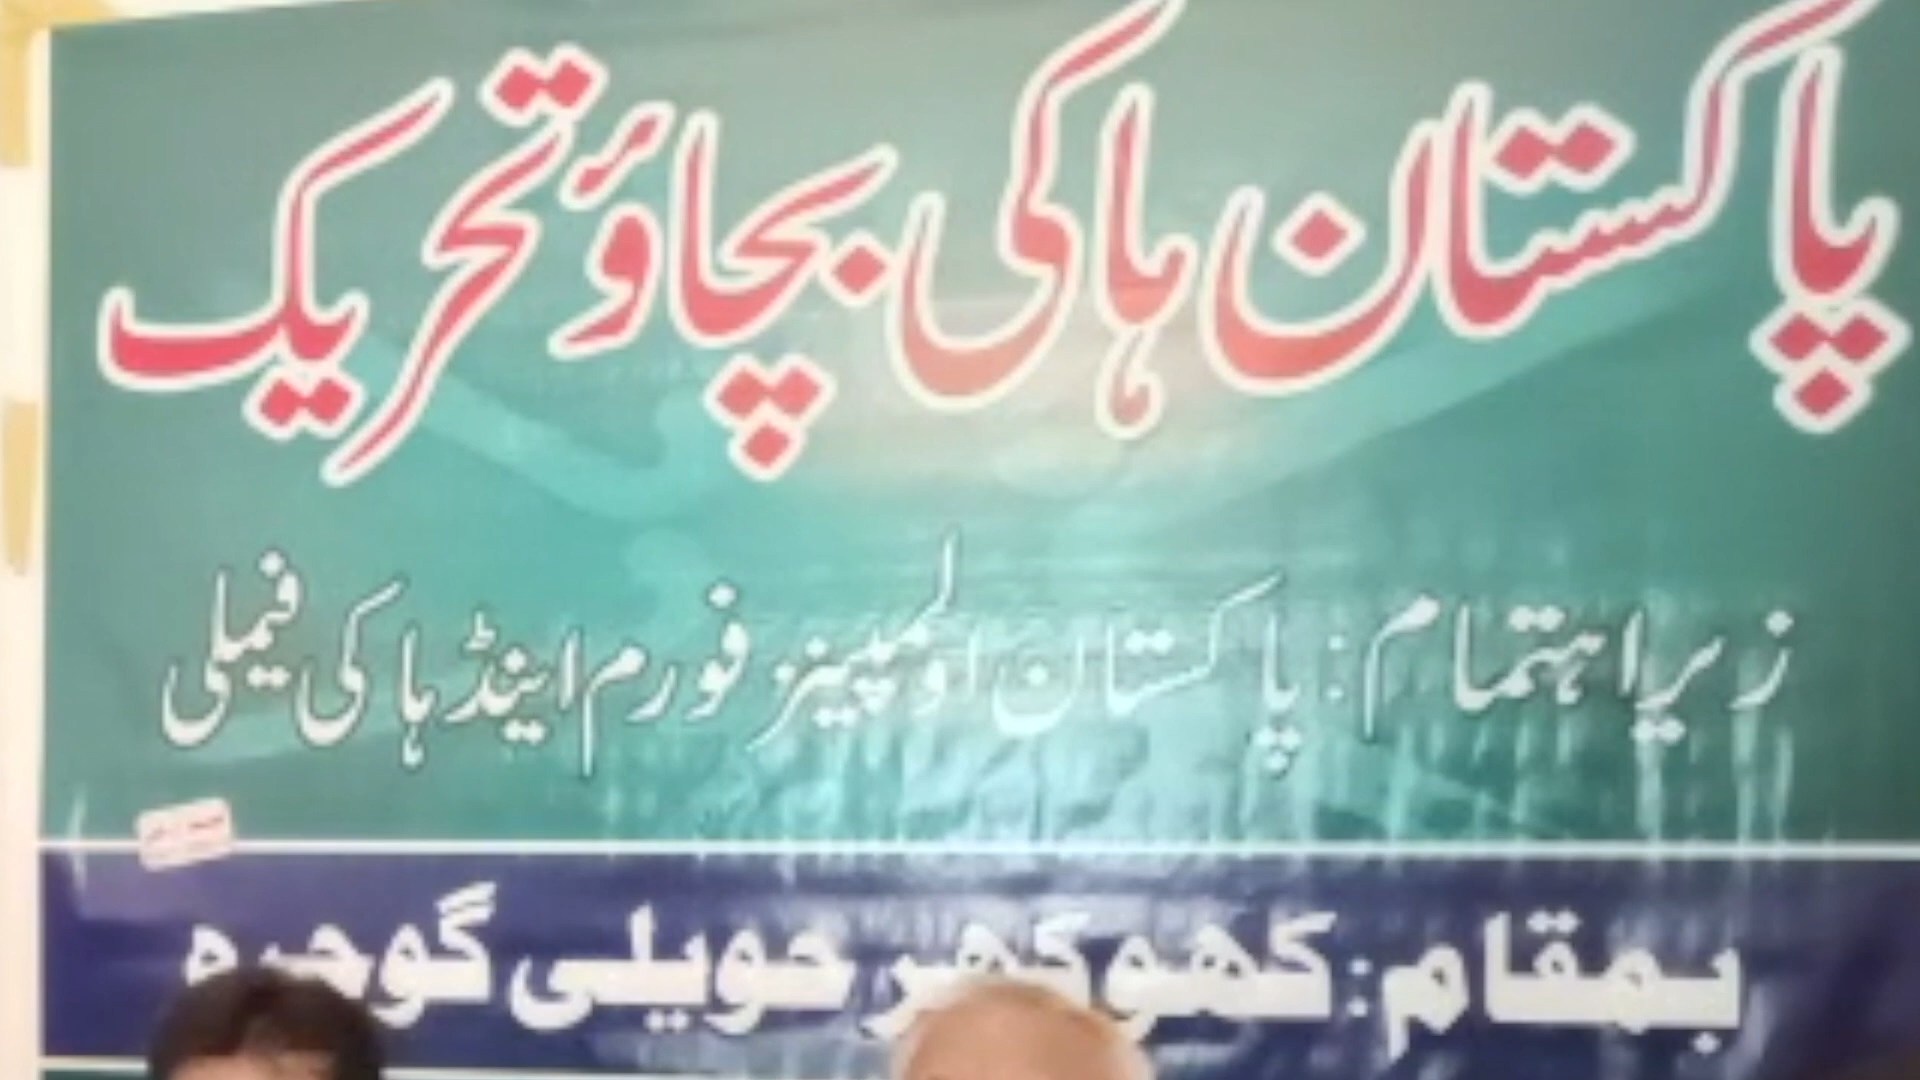 پاکستان ہاکی بچاؤ تحریک
زیر اہتمام: پاکستان اولمپینز فورم اینڈ ہاکی فیملی
بمقام: کھوکھر حویلی گوجرہ